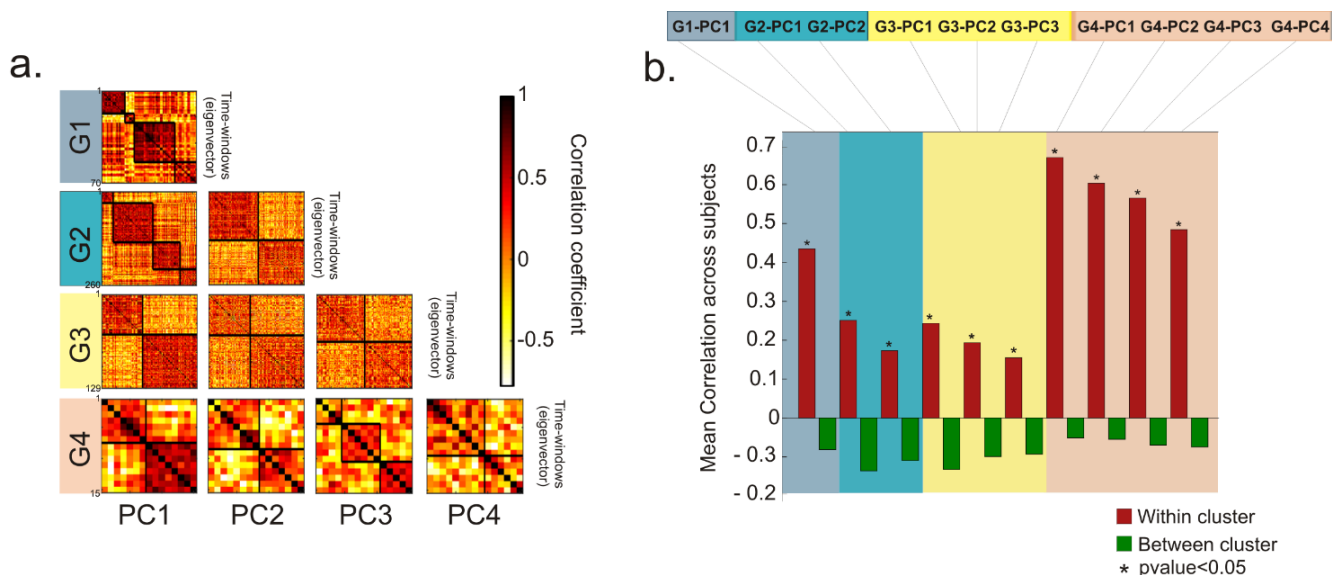 a.
G1
1
70
Time-windows
(eigenvector)
G2
1
260
Time-windows
(eigenvector)
G3
1
129
Time-windows
(eigenvector)
G4
1
15
Time-windows
(eigenvector)
PC1 PC2 PC3 PC4
1
0.5
0
-0.5
Correlation coefficient
G1-PC1 G2-PC1 G2-PC2 G3-PC1 G3-PC2 G3-PC3 G4-PC1 G4-PC2 G4-PC3 G4-PC4
b.
Mean Correlation across subjects
0.7
0.6
0.5
0.4
0.3
0.2
0.1
0
- 0.3
- 0.2
* * * * * * * * * *
Within cluster
Between cluster
* pvalue<0.05